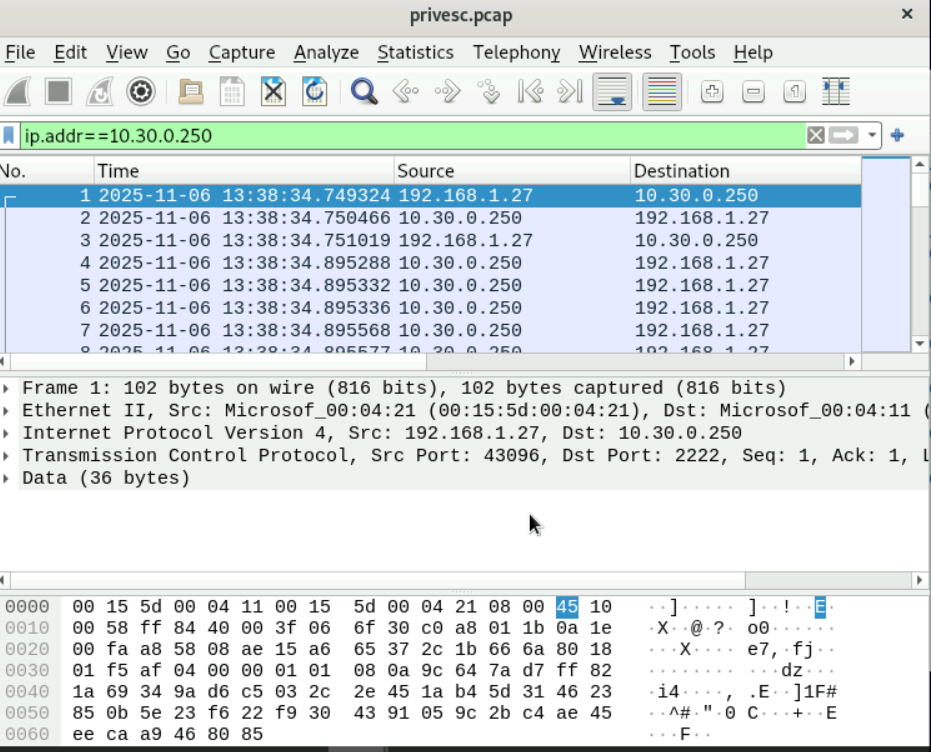 privesc.pcap
File Edit View Go Capture Analyze Statistics Telephony Wireless Tools Help
ip.addr==10.30.0.250
No. Time Source Destination
1 2025-11-06 13:38:34.749324 192.168.1.27 10.30.0.250
2 2025-11-06 13:38:34.750466 10.30.0.250 192.168.1.27
3 2025-11-06 13:38:34.751019 192.168.1.27 10.30.0.250
4 2025-11-06 13:38:34.895288 10.30.0.250 192.168.1.27
5 2025-11-06 13:38:34.895332 10.30.0.250 192.168.1.27
6 2025-11-06 13:38:34.895336 10.30.0.250 192.168.1.27
7 2025-11-06 13:38:34.895568 10.30.0.250 192.168.1.27
8 2025-11-06 13:38:34.895577 10.30.0.250 192.168.1.27
Frame 1: 102 bytes on wire (816 bits), 102 bytes captured (816 bits)
Ethernet II, Src: Microsof_00:04:21 (00:15:5d:00:04:21), Dst: Microsof_00:04:11 (
Internet Protocol Version 4, Src: 192.168.1.27, Dst: 10.30.0.250
Transmission Control Protocol, Src Port: 43096, Dst Port: 2222, Seq: 1, Ack: 1, L
Data (36 bytes)
0000 00 15 5d 00 04 11 00 15 5d 00 04 21 08 00 45 10 ··]····· ]··!··E·
0010 00 58 ff 84 40 00 3f 06 6f 30 c0 a8 01 1b 0a 1e ·X··@·?· o0······
0020 00 fa a8 58 08 ae 15 a6 65 37 2c 1b 66 6a 80 18 ···X···· e7,·fj··
0030 01 f5 af 04 00 00 01 01 08 0a 9c 64 7a d7 ff 82 ········ ···dz···
0040 1a 69 34 9a d6 c5 03 2c 2e 45 1a b4 5d 31 46 23 ·i4····, .E··]1F#
0050 85 0b 5e 23 f6 22 f9 30 43 91 05 9c 2b c4 ae 45 ··^#·"·0 C···+··E
0060 ee ca a9 46 80 85 ···F··